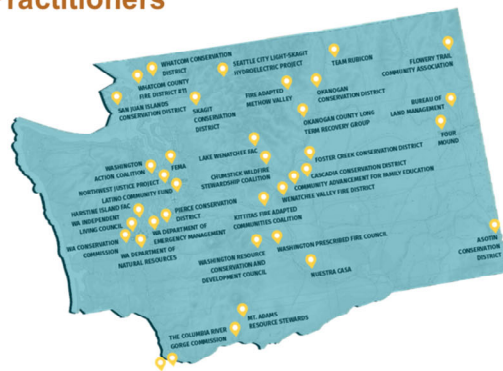 Practitioners
WHATCOM CONSERVATION
DISTRICT
WHATCOM COUNTY
FIRE DISTRICT #11
SAN JUAN ISLANDS
CONSERVATION DISTRICT
SKAGIT
CONSERVATION
DISTRICT
SEATTLE CITY LIGHT-SKAGIT
HYDROELECTRIC PROJECT
FIRE ADAPTED
METHOW VALLEY
TEAM RUBICON
OKANOGAN
CONSERVATION DISTRICT
OKANOGAN COUNTY LONG
TERM RECOVERY GROUP
FLOWERY TRAIL
COMMUNITY ASSOCIATION
BUREAU OF
LAND MANAGEMENT
FOUR
MOUND
WASHINGTON
ACTION COALITION
FEMA
NORTHWEST JUSTICE PROJECT
LATINO COMMUNITY FUND
LAKE WENATCHEE FAC
CHUMSTICK WILDFIRE
STEWARDSHIP COALITION
FOSTER CREEK CONSERVATION DISTRICT
CASCADIA CONSERVATION DISTRICT
COMMUNITY ADVANCEMENT FOR FAMILY EDUCATION
WENATCHEE VALLEY FIRE DISTRICT
HARSTINE ISLAND FAC
WA INDEPENDENT
LIVING COUNCIL
PIERCE CONSERVATION
DISTRICT
WA CONSERVATION
COMMISSION
WA DEPARTMENT OF
EMERGENCY MANAGEMENT
WA DEPARTMENT OF
NATURAL RESOURCES
KITTITAS FIRE ADAPTED
COMMUNITIES COALITION
WASHINGTON PRESCRIBED FIRE COUNCIL
WASHINGTON RESOURCE
CONSERVATION AND
DEVELOPMENT COUNCIL
NUESTRA CASA
ASOTIN
CONSERVATION
DISTRICT
MT. ADAMS
RESOURCE STEWARDS
THE COLUMBIA RIVER
GORGE COMMISSION